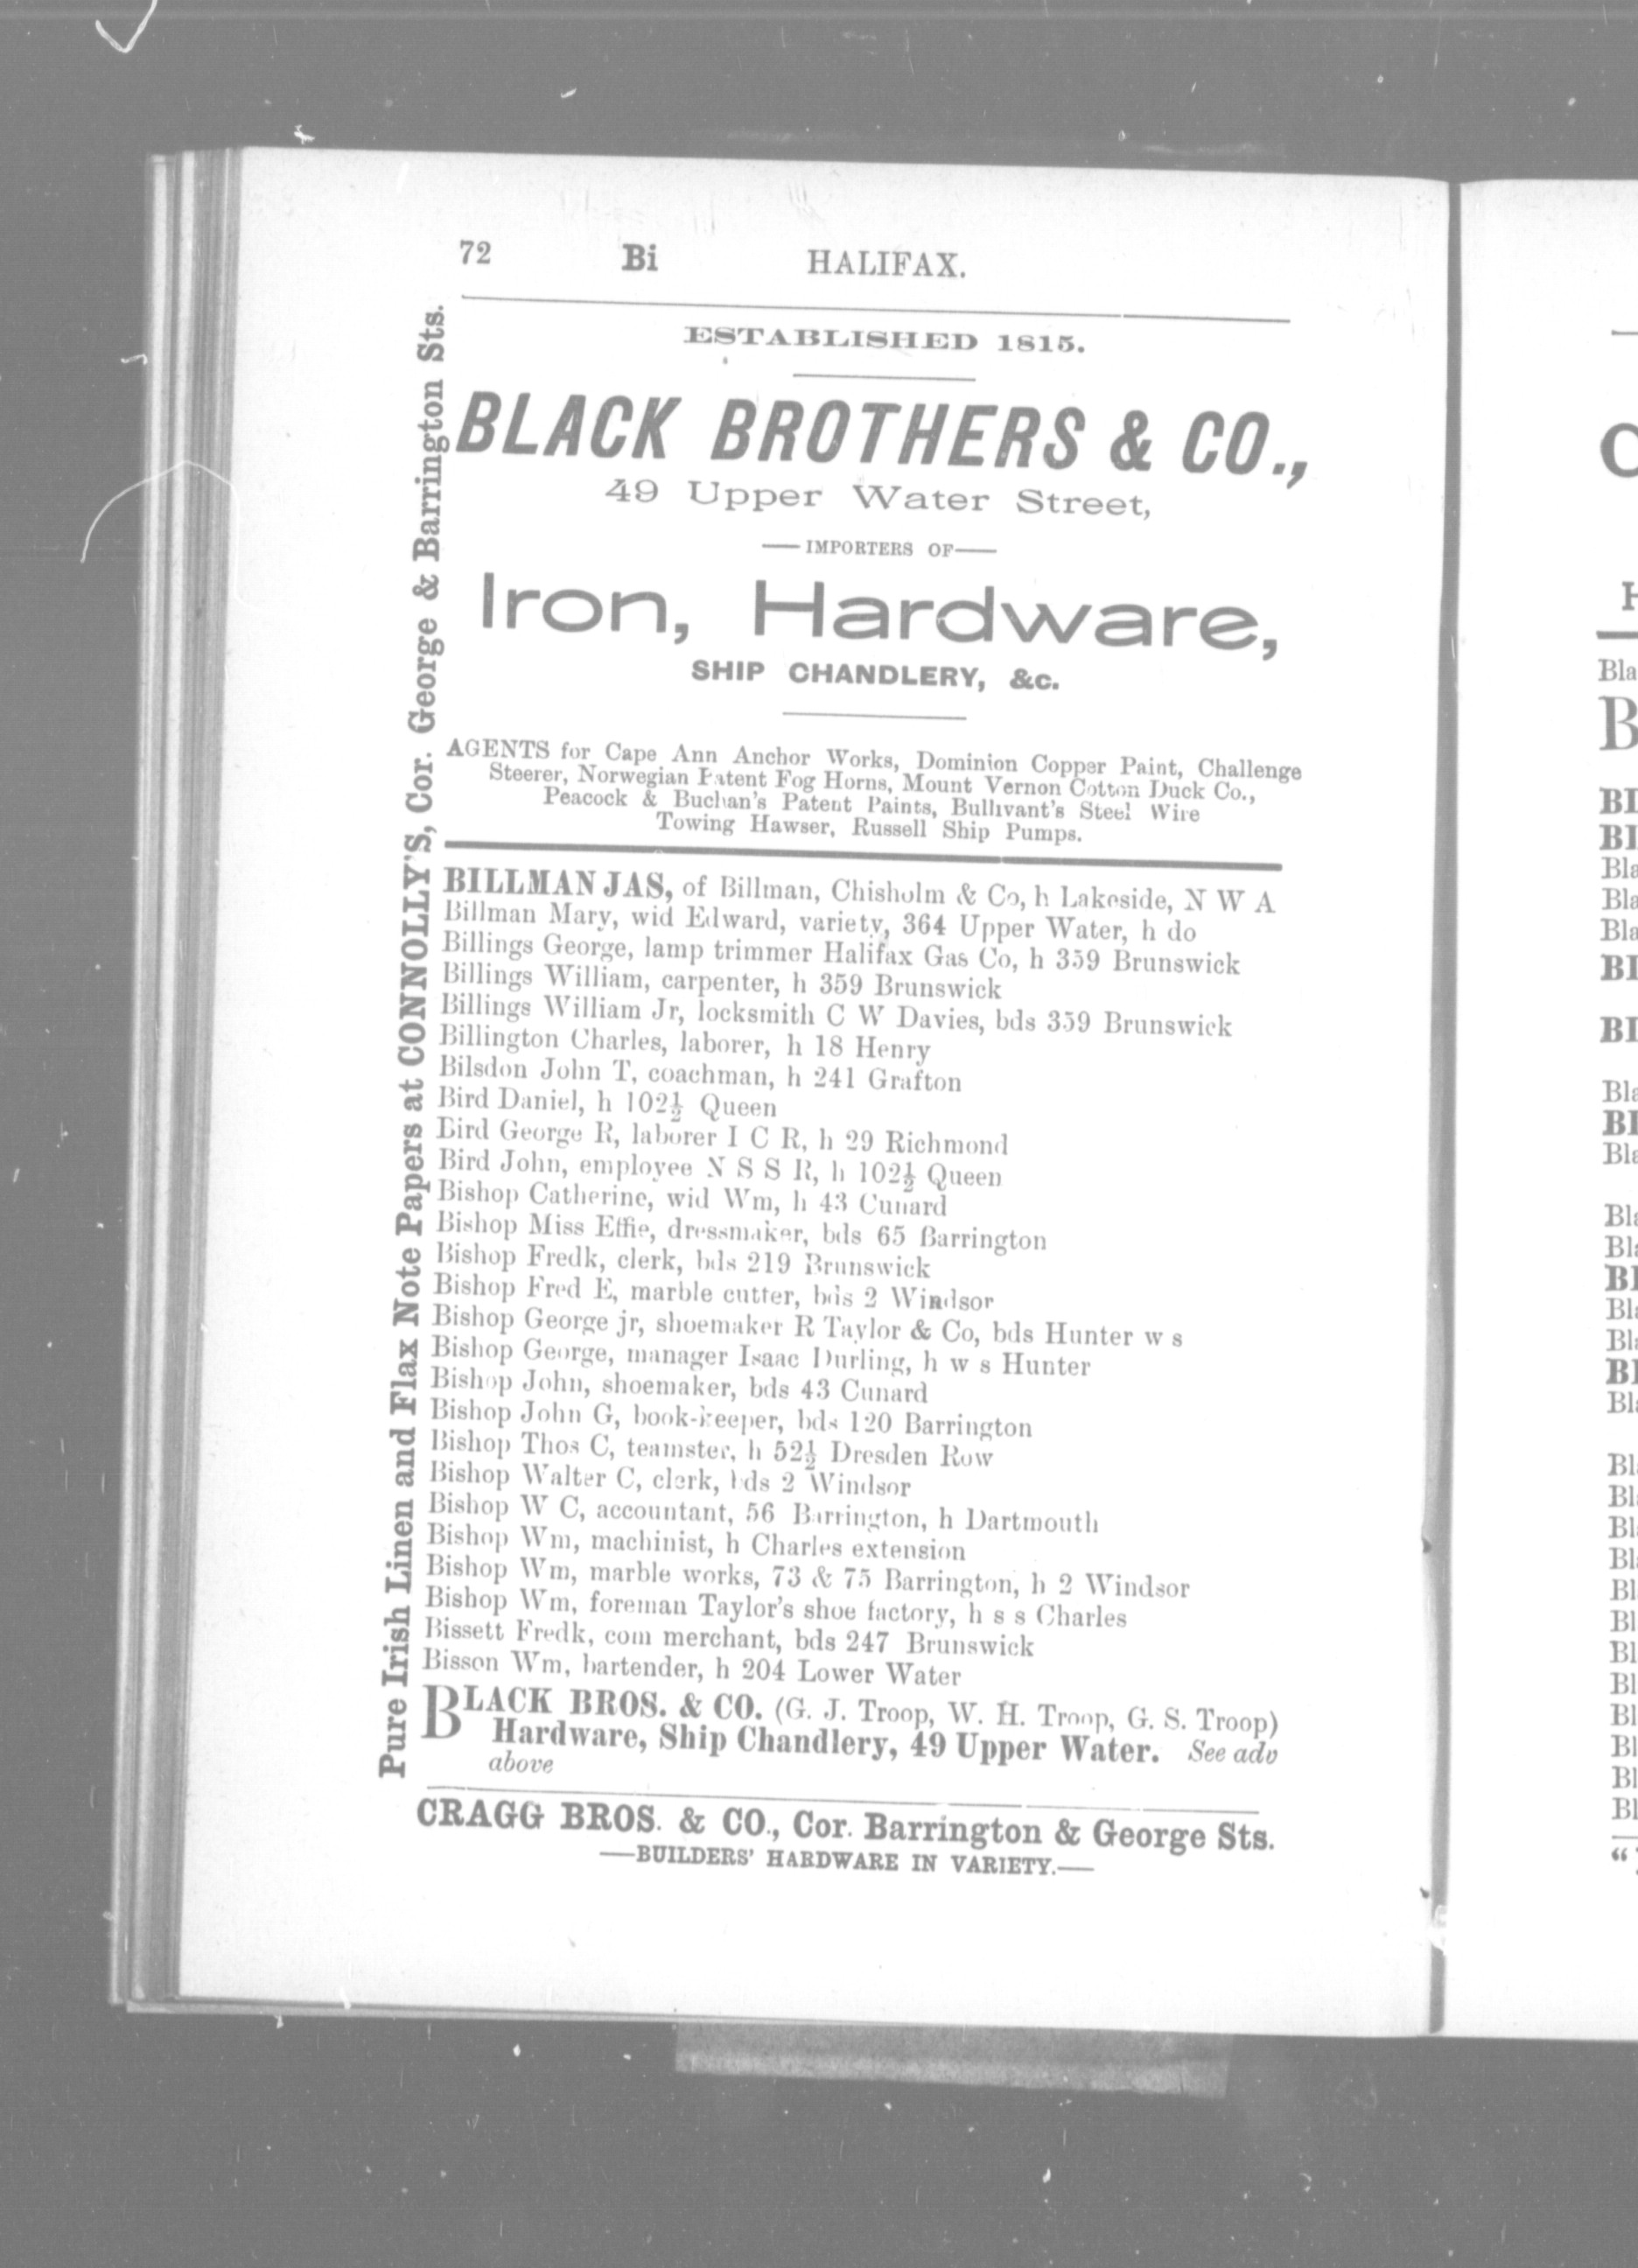 72 Bi HALIFAX.
ESTABLISHED 1815.
BLACK BROTHERS & CO.,
49 Upper Water Street,
—IMPORTERS OF—
Iron, Hardware,
SHIP CHANDLERY, &c.
AGENTS for Cape Ann Anchor Works, Dominion Copper Paint, Challenge
Steerer, Norwegian Patent Fog Horns, Mount Vernon Cotton Duck Co.,
Peacock & Buchan's Patent Paints, Bullivant's Steel Wire
Towing Hawser, Russell Ship Pumps.
BILLMAN JAS, of Billman, Chisholm & Co, h Lakeside, N W A
Billman Mary, wid Edward, variety, 364 Upper Water, h do
Billings George, lamp trimmer Halifax Gas Co, h 359 Brunswick
Billings William, carpenter, h 359 Brunswick
Billings William Jr, locksmith C W Davies, bds 359 Brunswick
Billington Charles, laborer, h 18 Henry
Bilsdon John T, coachman, h 241 Grafton
Bird Daniel, h 102½ Queen
Bird George R, laborer I C R, h 29 Richmond
Bird John, employee N S S R, h 102½ Queen
Bishop Catherine, wid Wm, h 43 Cunard
Bishop Miss Effie, dressmaker, bds 65 Barrington
Bishop Fredk, clerk, bds 219 Brunswick
Bishop Fred E, marble cutter, bds 2 Windsor
Bishop George jr, shoemaker R Taylor & Co, bds Hunter w s
Bishop George, manager Isaac Durling, h w s Hunter
Bishop John, shoemaker, bds 43 Cunard
Bishop John G, book-keeper, bds 120 Barrington
Bishop Thos C, teamster, h 52½ Dresden Row
Bishop Walter C, clerk, bds 2 Windsor
Bishop W C, accountant, 56 Barrington, h Dartmouth
Bishop Wm, machinist, h Charles extension
Bishop Wm, marble works, 73 & 75 Barrington, h 2 Windsor
Bishop Wm, foreman Taylor's shoe factory, h s s Charles
Bissett Fredk, com merchant, bds 247 Brunswick
Bisson Wm, bartender, h 204 Lower Water
BLACK BROS. & CO. (G. J. Troop, W. H. Troop, G. S. Troop)
Hardware, Ship Chandlery, 49 Upper Water. See adv
above
CRAGG BROS. & CO., Cor. Barrington & George Sts.
—BUILDERS' HARDWARE IN VARIETY.—
Pure Irish Linen and Flax Note Papers at CONNOLLY'S, Cor. George & Barrington Sts.